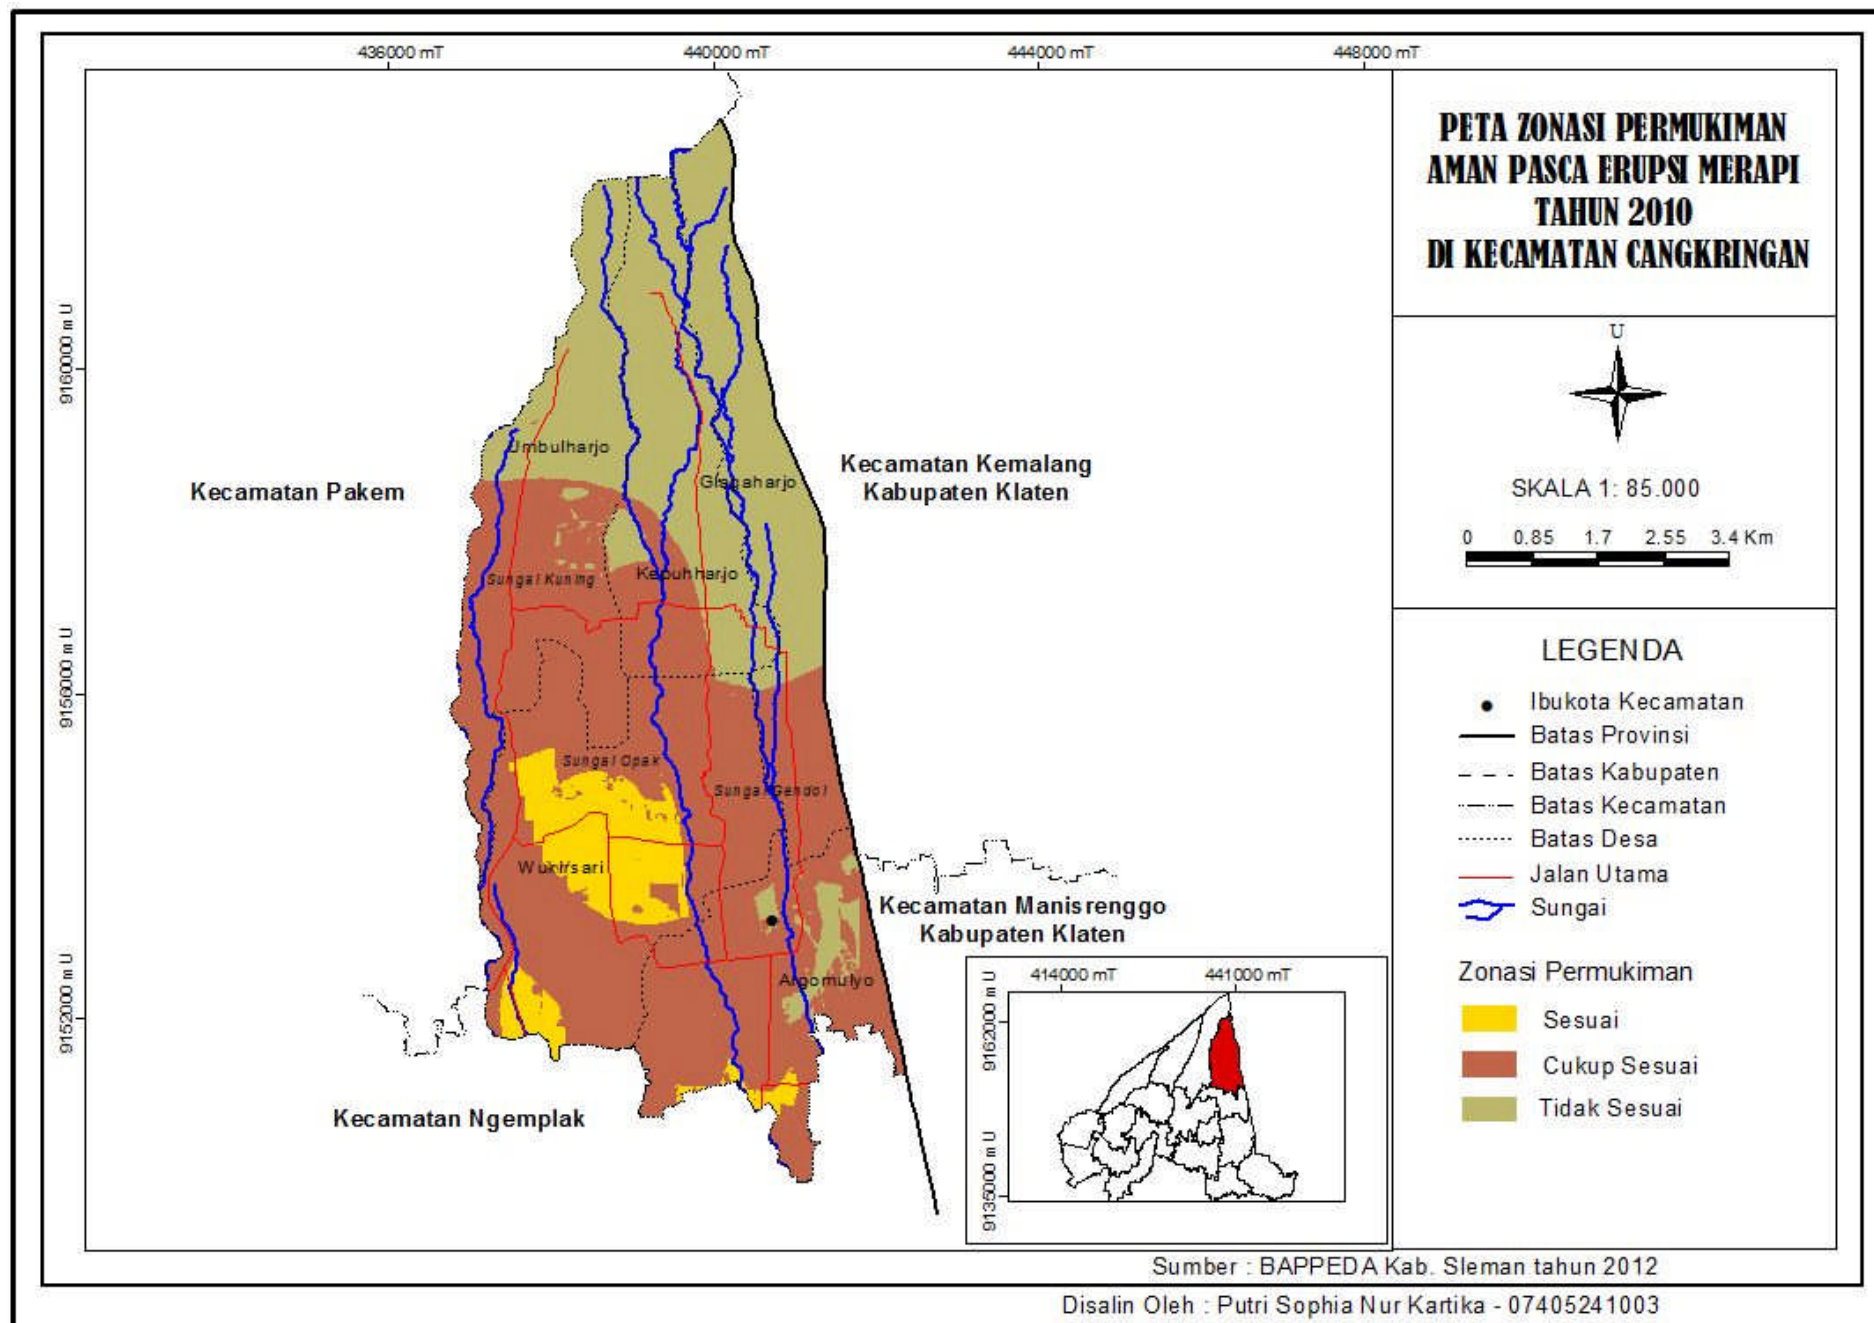 436000 mT
440000 mT
444000 mT
448000 mT
PETA ZONASI PERMUKIMAN
AMAN PASCA ERUPSI MERAPI
TAHUN 2010
DI KECAMATAN CANGKRINGAN
U
SKALA 1: 85.000
0 0.85 1.7 2.55 3.4 Km
LEGENDA
Ibukota Kecamatan
Batas Provinsi
Batas Kabupaten
Batas Kecamatan
Batas Desa
Jalan Utama
Sungai
Zonasi Permukiman
Sesuai
Cukup Sesuai
Tidak Sesuai
9160000 m U
9156000 m U
9152000 m U
Umbulharjo
Kecamatan Pakem
Glagaharjo
Kecamatan Kemalang
Kabupaten Klaten
Sungai Kuning
Kepuhharjo
Sungai Opak
Sungai Gendol
Wukirsari
Kecamatan Manisrenggo
Kabupaten Klaten
Argomulyo
Kecamatan Ngemplak
414000 mT
441000 mT
9162000 m U
9135000 m U
Sumber : BAPPEDA Kab. Sleman tahun 2012
Disalin Oleh : Putri Sophia Nur Kartika - 07405241003